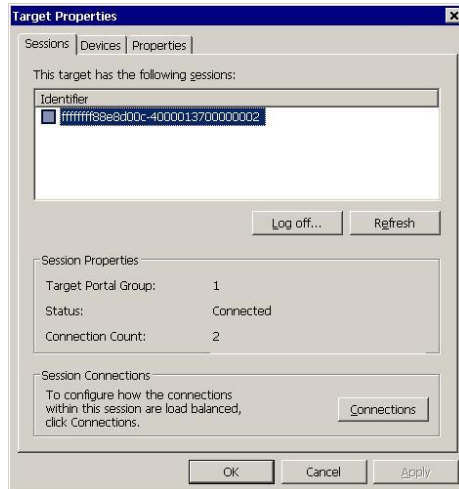 Target Properties
Sessions Devices Properties
This target has the following sessions:
Identifier
ffffffff88e8d00c-4000013700000002
Log off... Refresh
Session Properties
Target Portal Group: 1
Status: Connected
Connection Count: 2
Session Connections
To configure how the connections
within this session are load balanced,
click Connections.
Connections
OK Cancel Apply